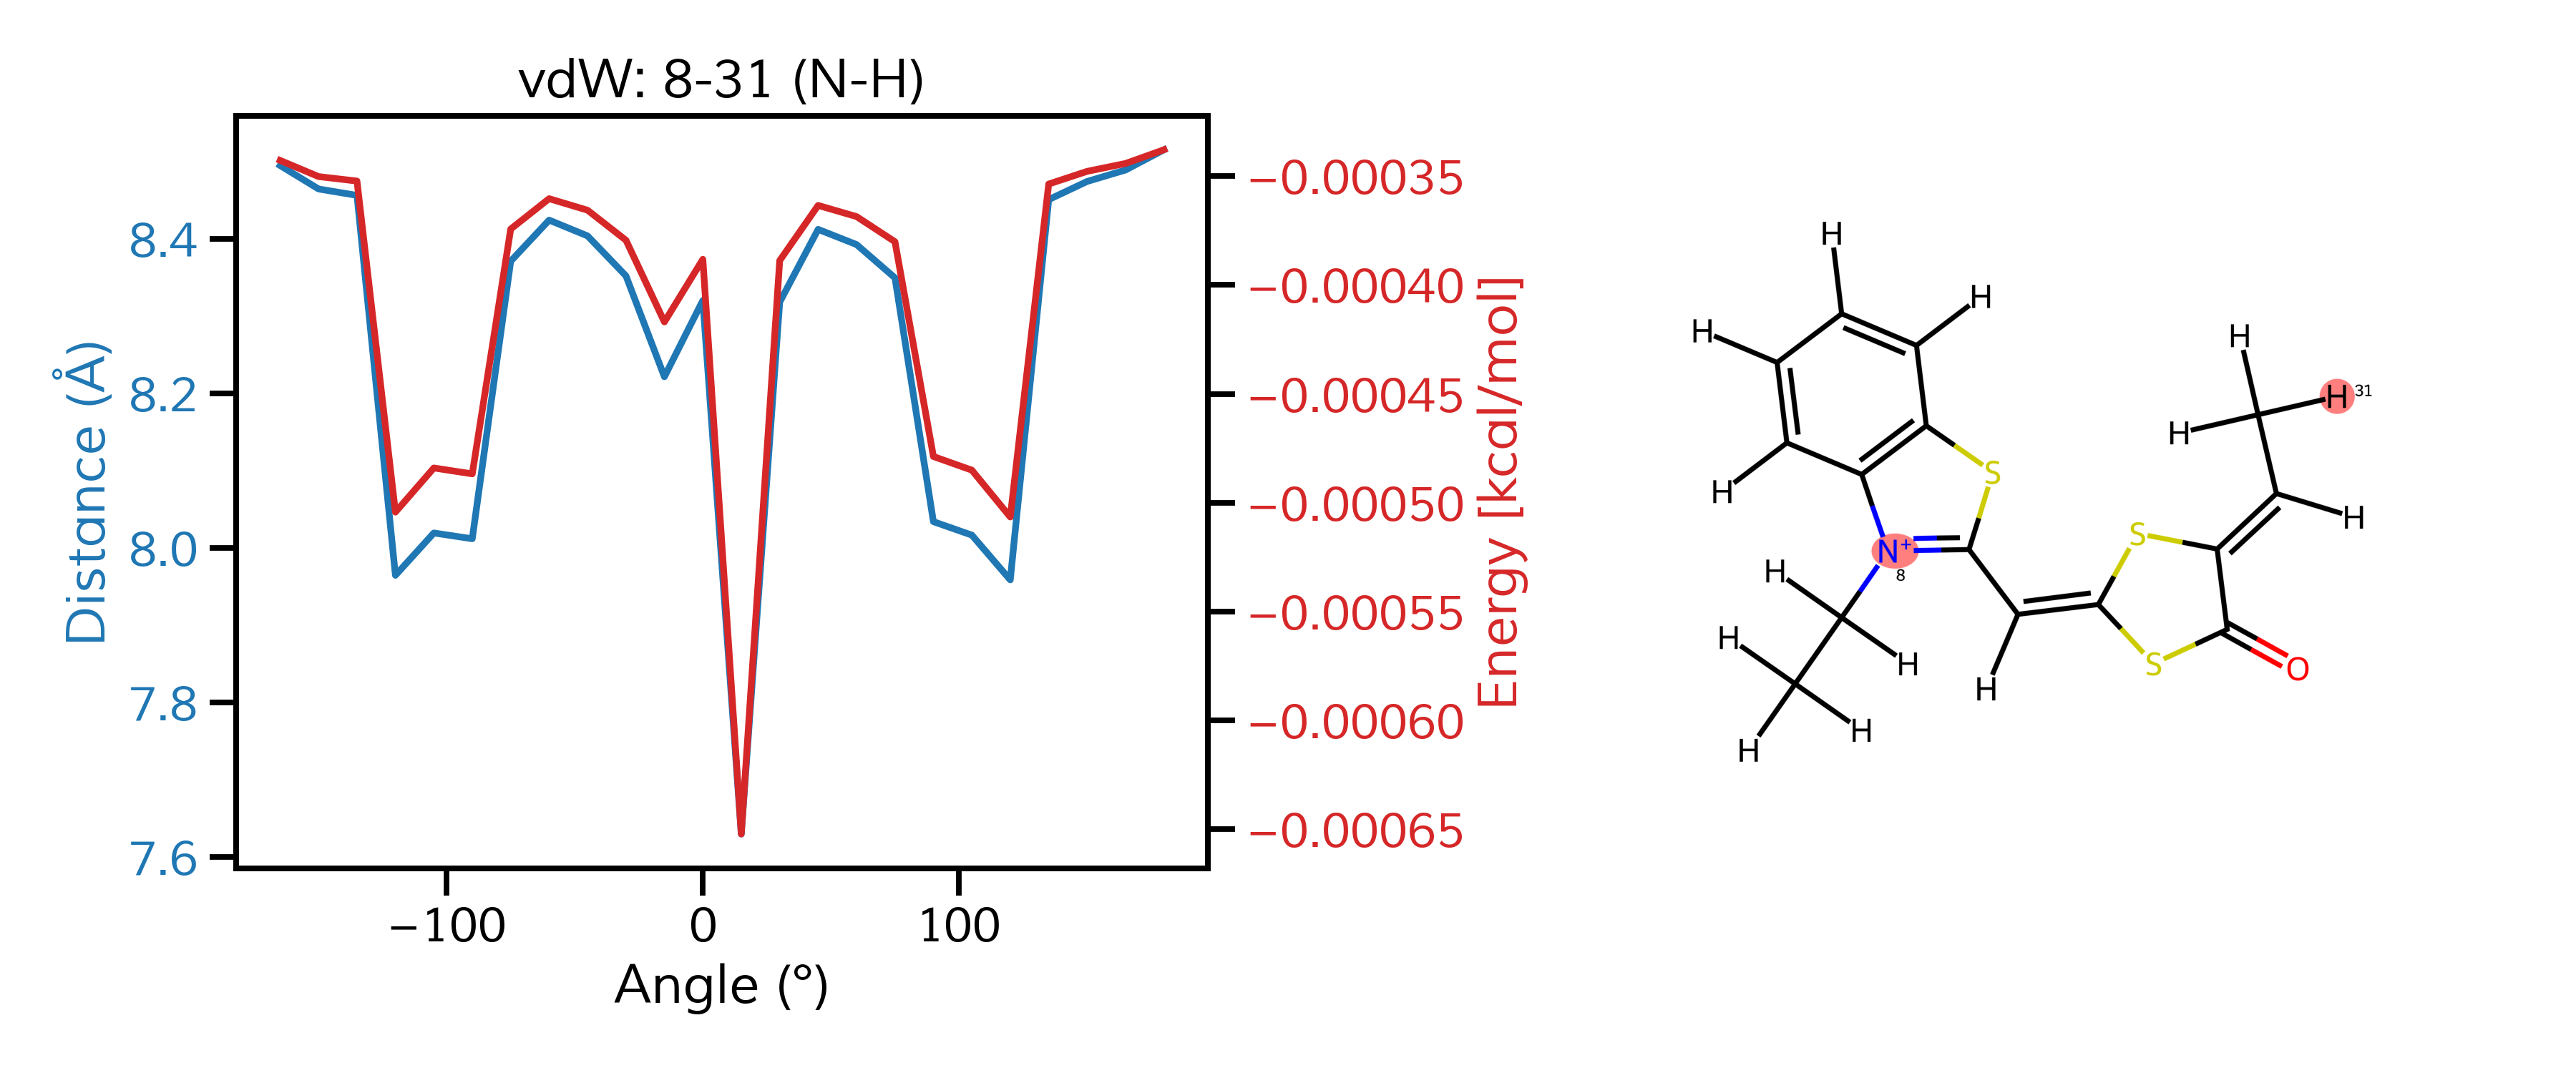 vdW: 8-31 (N-H)
8.4
8.2
8.0
7.8
7.6
Distance (Å)
−100
0
100
Angle (°)
−0.00035
−0.00040
−0.00045
−0.00050
−0.00055
−0.00060
−0.00065
Energy [kcal/mol]
H
H
H
H
H
H 31
H
S
H
S
N+
8
H
H
H
S
O
H
H
H